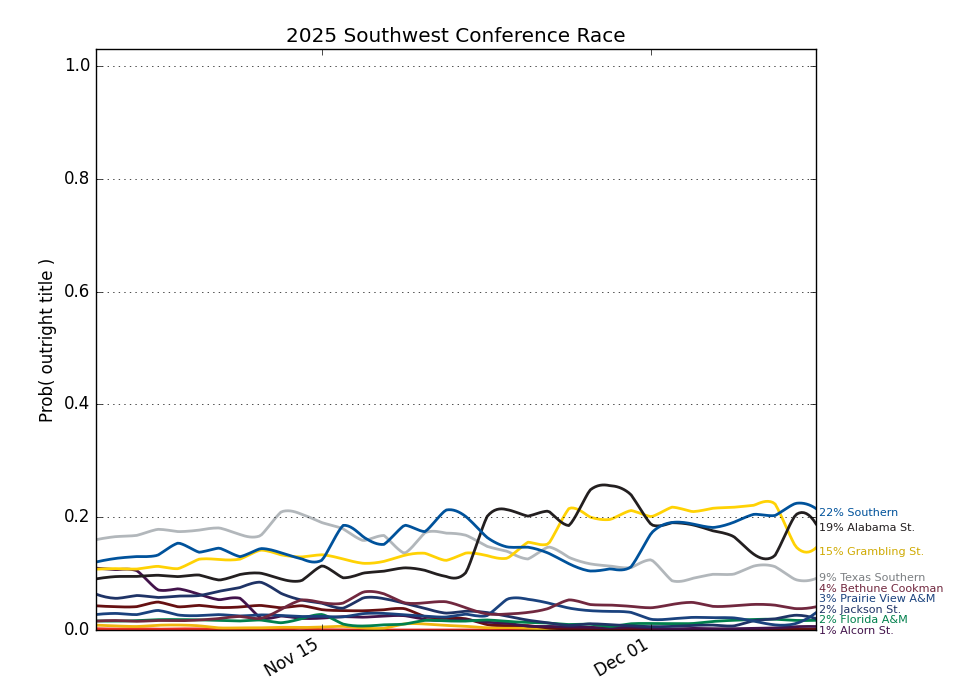 2025 Southwest Conference Race
Prob( outright title )
1.0
0.8
0.6
0.4
0.2
0.0
Nov 15
Dec 01
22% Southern
19% Alabama St.
15% Grambling St.
9% Texas Southern
4% Bethune Cookman
3% Prairie View A&M
2% Jackson St.
2% Florida A&M
1% Alcorn St.